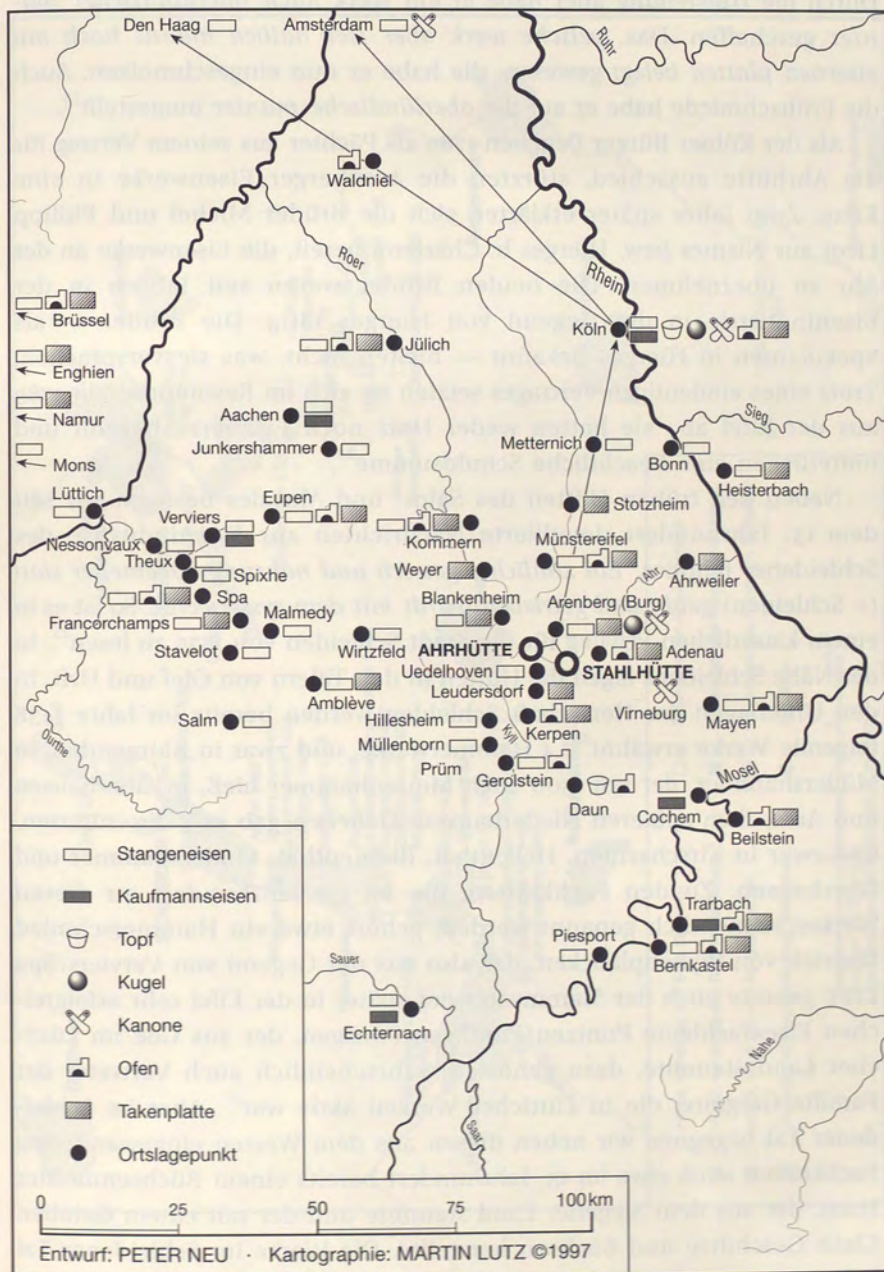 Den Haag
Amsterdam
Ruhr
Waldniel
Roer
Rhein
Brüssel
Köln
Jülich
Enghien
Namur
Aachen
Sieg
Junkershammer
Metternich
Bonn
Mons
Heisterbach
Lüttich
Eupen
Stotzheim
Verviers
Kommern
Nessonvaux
Münstereifel
Theux
Weyer
Ahr
Ahrweiler
Spixhe
Blankenheim
Spa
Arenberg (Burg)
Francorchamps
Malmedy
AHRHÜTTE
Adenau
Stavelot
Wirtzfeld
Uedelhoven
STAHLHÜTTE
Amblève
Leudersdorf
Virneburg
Mayen
Salm
Hillesheim
Kerpen
Ourthe
Müllenborn
Kyll
Mosel
Prüm
Gerolstein
Daun
Cochem
Beilstein
Stangeneisen
Kaufmannseisen
Trarbach
Topf
Piesport
Bernkastel
Kugel
Sauer
Kanone
Echternach
Nahe
Ofen
Takenplatte
Saar
Ortslagepunkt
0 25 50 75 100 km
Entwurf: PETER NEU · Kartographie: MARTIN LUTZ ©1997